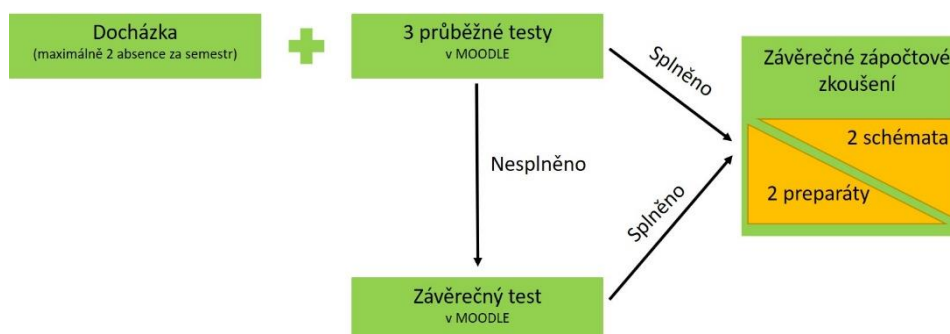 Docházka
(maximálně 2 absence za semestr)
3 průběžné testy
v MOODLE
Splněno
Závěrečné zápočtové
zkoušení
2 schémata
2 preparáty
Nesplněno
Splněno
Závěrečný test
v MOODLE